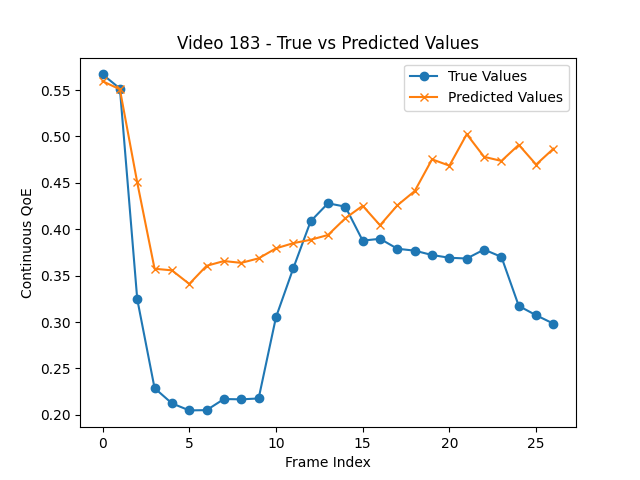 Video 183 - True vs Predicted Values
True Values
Predicted Values
Continuous QoE
0.55
0.50
0.45
0.40
0.35
0.30
0.25
0.20
0 5 10 15 20 25
Frame Index